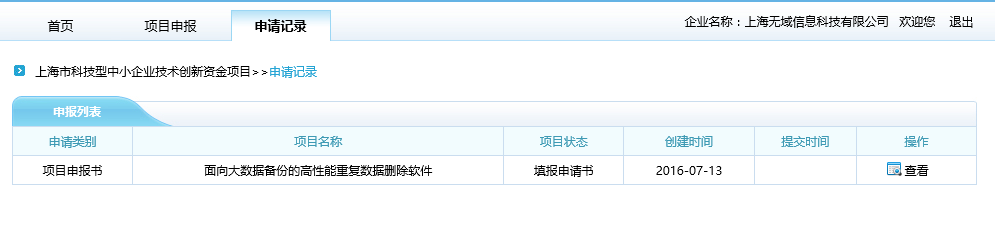 首页 项目申报 申请记录 企业名称：上海无域信息科技有限公司 欢迎您 退出
上海市科技型中小企业技术创新资金项目>>申请记录
申报列表
申请类别 项目名称 项目状态 创建时间 提交时间 操作
项目申报书 面向大数据备份的高性能重复数据删除软件 填报申请书 2016-07-13 查看